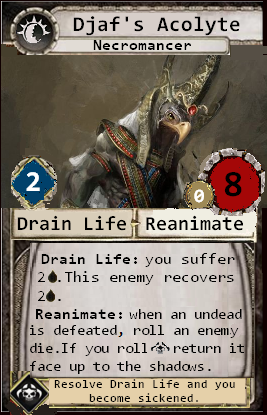 Djaf's Acolyte
Necromancer
2
0
8
Drain Life Reanimate
Drain Life: you suffer
2.This enemy recovers
2.
Reanimate: when an undead
is defeated, roll an enemy
die.If you roll return it
face up to the shadows.
Resolve Drain Life and you
become sickened.